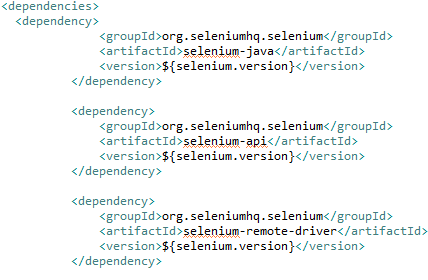 <dependencies>
<dependency>
<groupId>org.seleniumhq.selenium</groupId>
<artifactId>selenium-java</artifactId>
<version>${selenium.version}</version>
</dependency>
<dependency>
<groupId>org.seleniumhq.selenium</groupId>
<artifactId>selenium-api</artifactId>
<version>${selenium.version}</version>
</dependency>
<dependency>
<groupId>org.seleniumhq.selenium</groupId>
<artifactId>selenium-remote-driver</artifactId>
<version>${selenium.version}</version>
</dependency>